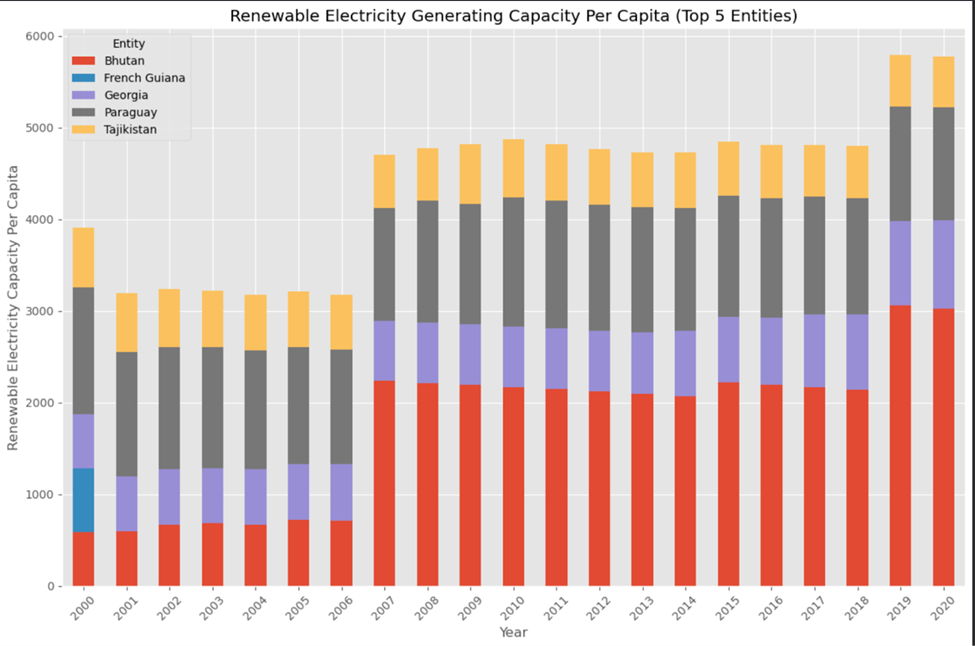 Renewable Electricity Generating Capacity Per Capita (Top 5 Entities)
Entity
Bhutan
French Guiana
Georgia
Paraguay
Tajikistan
Renewable Electricity Capacity Per Capita
6000
5000
4000
3000
2000
1000
0
2000 2001 2002 2003 2004 2005 2006 2007 2008 2009 2010 2011 2012 2013 2014 2015 2016 2017 2018 2019 2020
Year